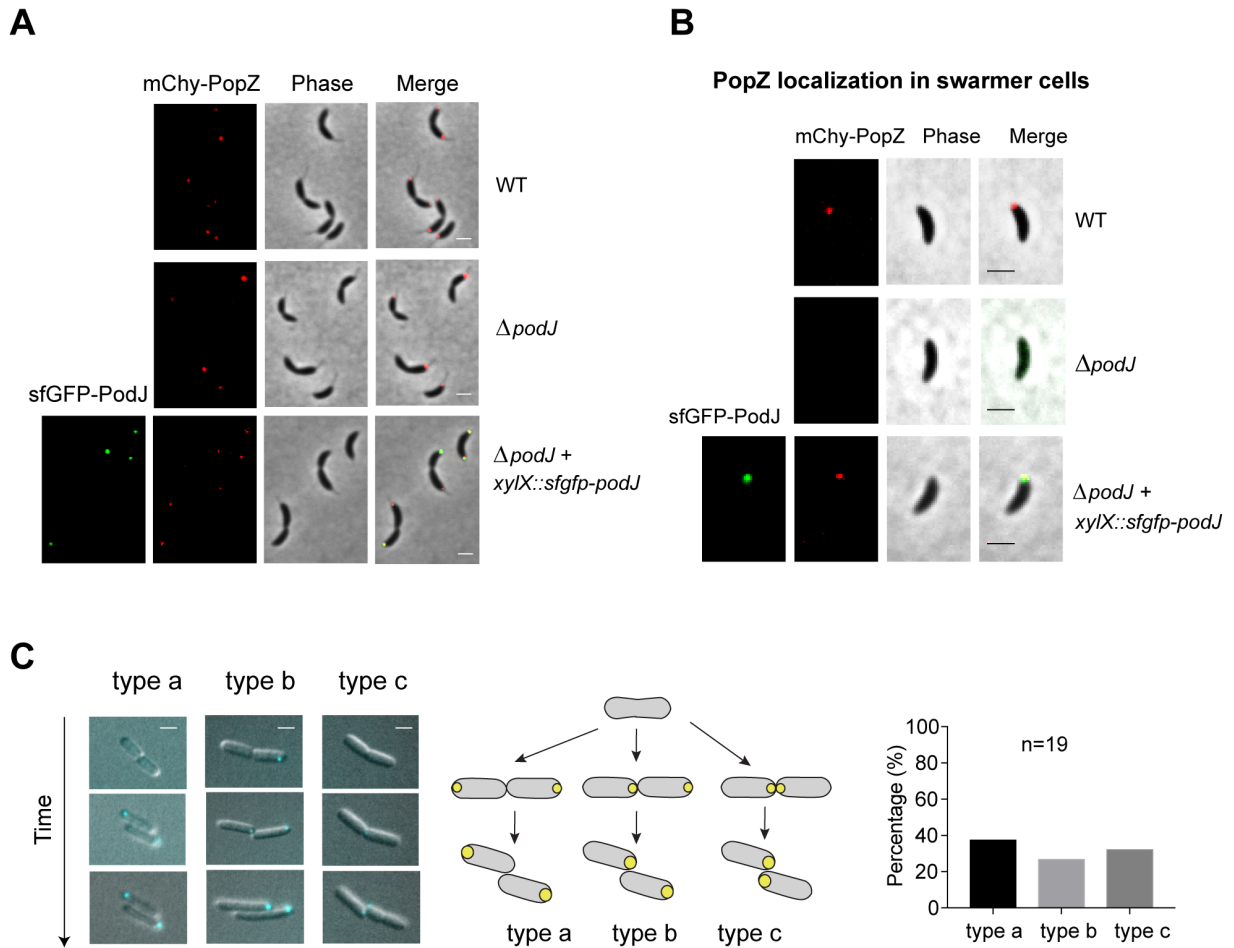 A
mChy-PopZ Phase Merge
WT
ΔpodJ
sfGFP-PodJ
ΔpodJ +
xylX::sfgfp-podJ
B
PopZ localization in swarmer cells
mChy-PopZ Phase Merge
WT
ΔpodJ
sfGFP-PodJ
ΔpodJ +
xylX::sfgfp-podJ
C
type a type b type c
Time
type a type b type c
n=19
Percentage (%)
100
80
60
40
20
0
type a type b type c